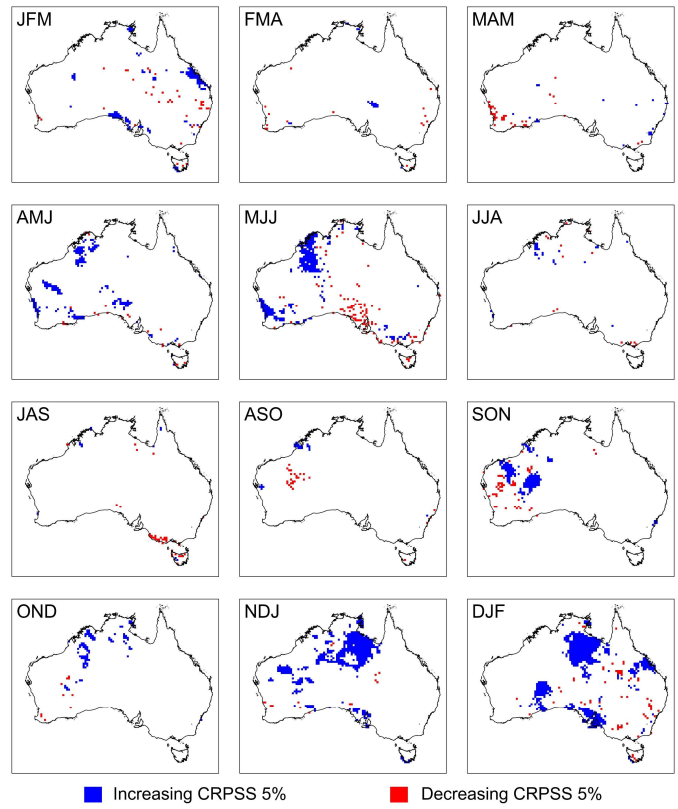 JFM
FMA
MAM
AMJ
MJJ
JJA
JAS
ASO
SON
OND
NDJ
DJF
Increasing CRPSS 5%
Decreasing CRPSS 5%